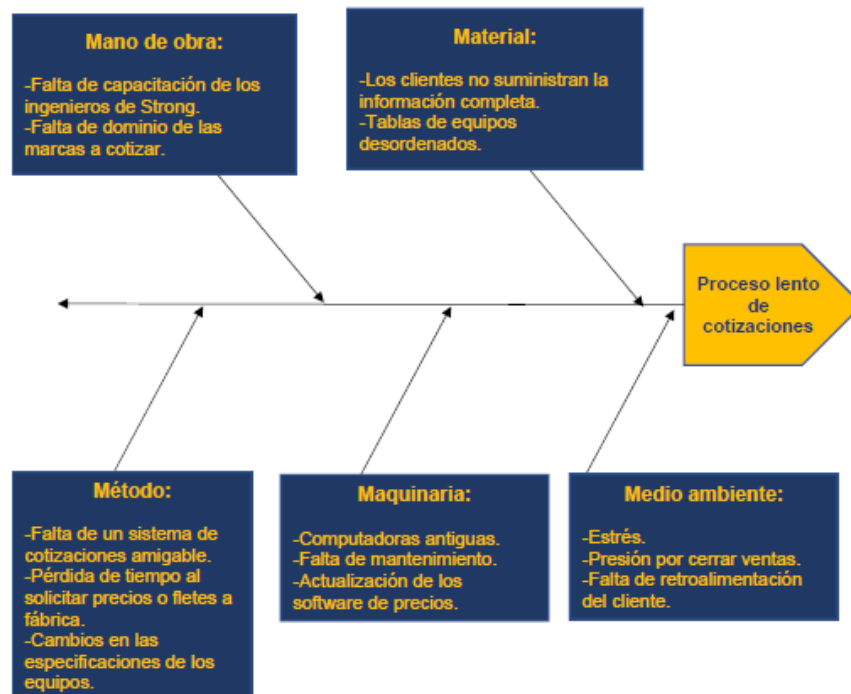 Mano de obra:
-Falta de capacitación de los
ingenieros de Strong.
-Falta de dominio de las
marcas a cotizar.
Material:
-Los clientes no suministran la
información completa.
-Tablas de equipos
desordenados.
Proceso lento
de
cotizaciones
Método:
-Falta de un sistema de
cotizaciones amigable.
-Pérdida de tiempo al
solicitar precios o fletes a
fábrica.
-Cambios en las
especificaciones de los
equipos.
Maquinaria:
-Computadoras antiguas.
-Falta de mantenimiento.
-Actualización de los
software de precios.
Medio ambiente:
-Estrés.
-Presión por cerrar ventas.
-Falta de retroalimentación
del cliente.